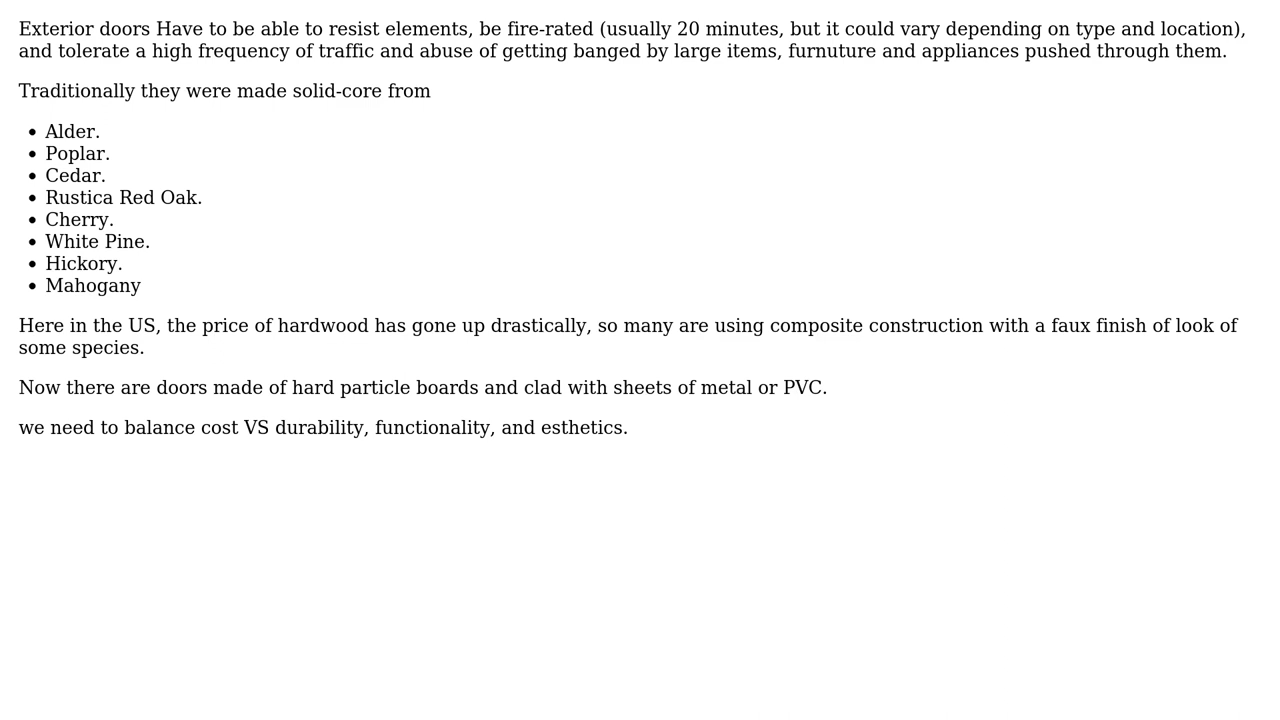 Exterior doors Have to be able to resist elements, be fire-rated (usually 20 minutes, but it could vary depending on type and location),
and tolerate a high frequency of traffic and abuse of getting banged by large items, furnuture and appliances pushed through them.
Traditionally they were made solid-core from
• Alder.
• Poplar.
• Cedar.
• Rustica Red Oak.
• Cherry.
• White Pine.
• Hickory.
• Mahogany
Here in the US, the price of hardwood has gone up drastically, so many are using composite construction with a faux finish of look of
some species.
Now there are doors made of hard particle boards and clad with sheets of metal or PVC.
we need to balance cost VS durability, functionality, and esthetics.